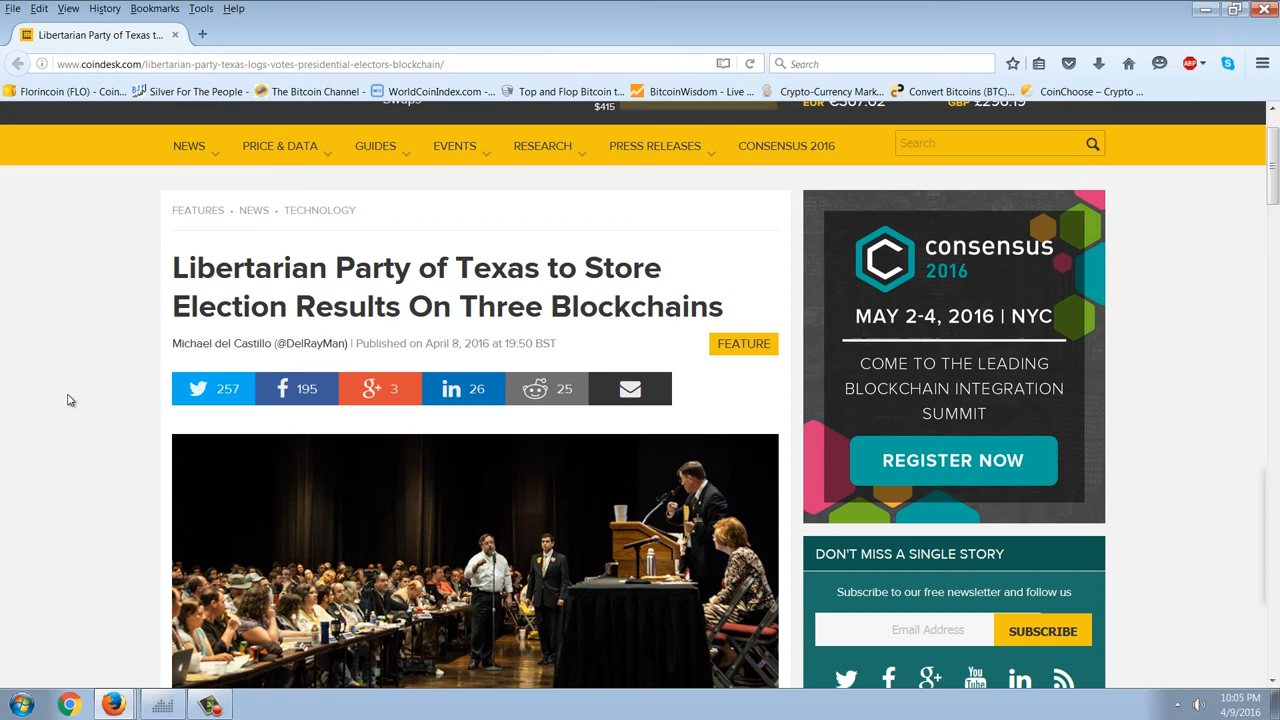 File Edit View History Bookmarks Tools Help
Libertarian Party of Texas t...
www.coindesk.com/libertarian-party-texas-logs-votes-presidential-electors-blockchain/
Search
Florincoin (FLO) - Coin... Silver For The People - ... The Bitcoin Channel - ... WorldCoinIndex.com - ... Top and Flop Bitcoin t... BitcoinWisdom - Live ... Crypto-Currency Mark... Convert Bitcoins (BTC)... CoinChoose – Crypto ...
Swaps $415 EUR €367.02 GBP £296.19
NEWS PRICE & DATA GUIDES EVENTS RESEARCH PRESS RELEASES CONSENSUS 2016
Search
FEATURES • NEWS • TECHNOLOGY
Libertarian Party of Texas to Store
Election Results On Three Blockchains
Michael del Castillo (@DelRayMan) | Published on April 8, 2016 at 19:50 BST
FEATURE
257 195 3 26 25
consensus
2016
MAY 2-4, 2016 | NYC
COME TO THE LEADING
BLOCKCHAIN INTEGRATION
SUMMIT
REGISTER NOW
DON'T MISS A SINGLE STORY
Subscribe to our free newsletter and follow us
Email Address
SUBSCRIBE
You
Tube
10:05 PM
4/9/2016